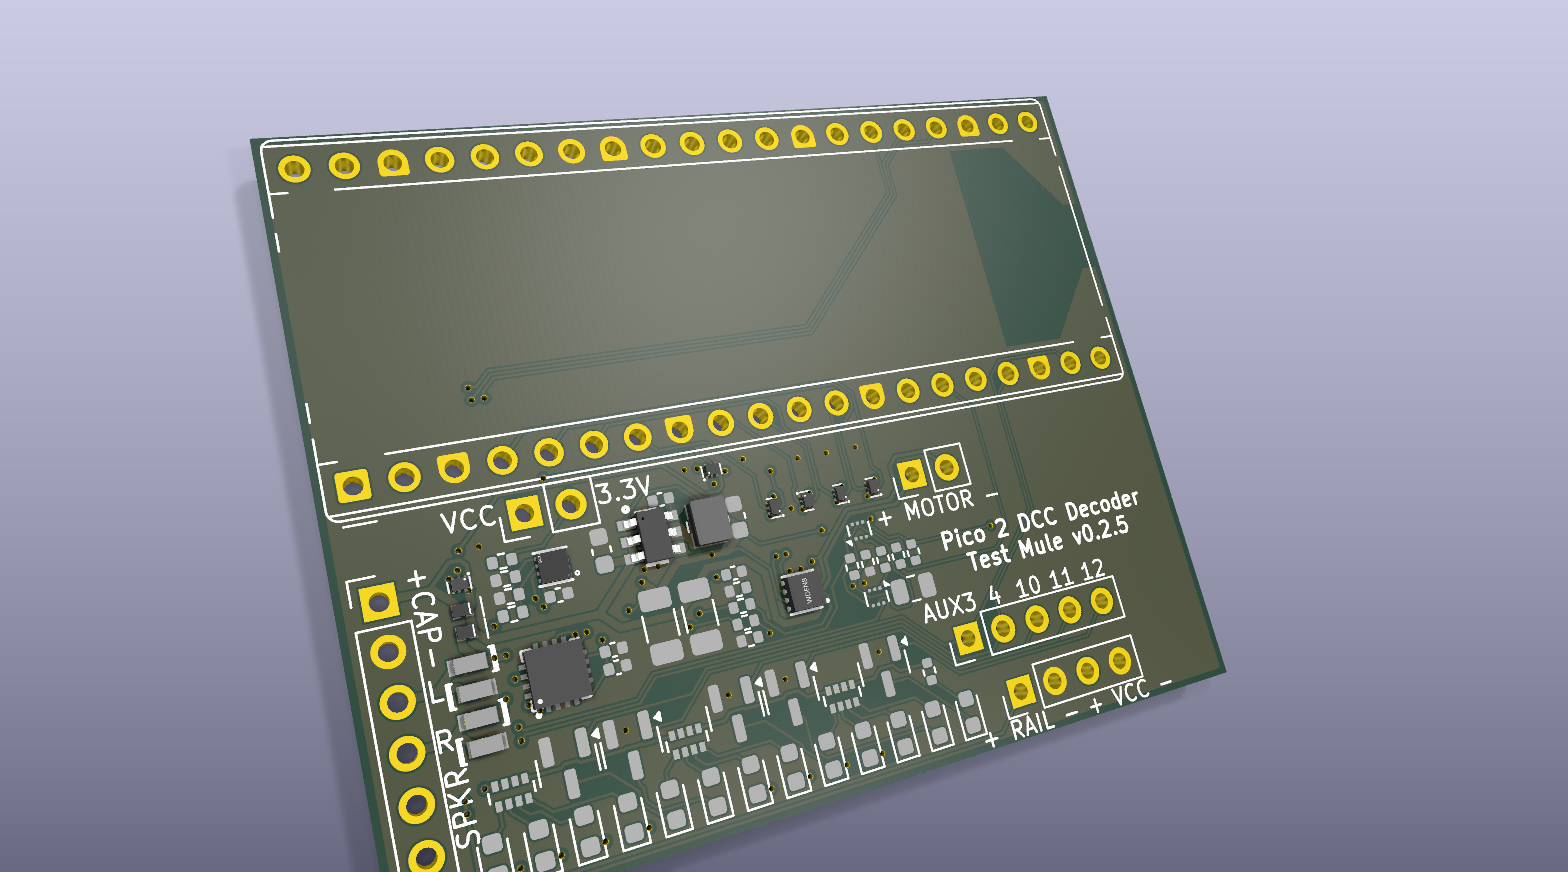 VCC
3.3V
+ MOTOR -
Pico 2 DCC Decoder
Test Mule v0.2.5
+
CAP
-
L
R
SPKR
AUX3 4 10 11 12
+ RAIL - + VCC -